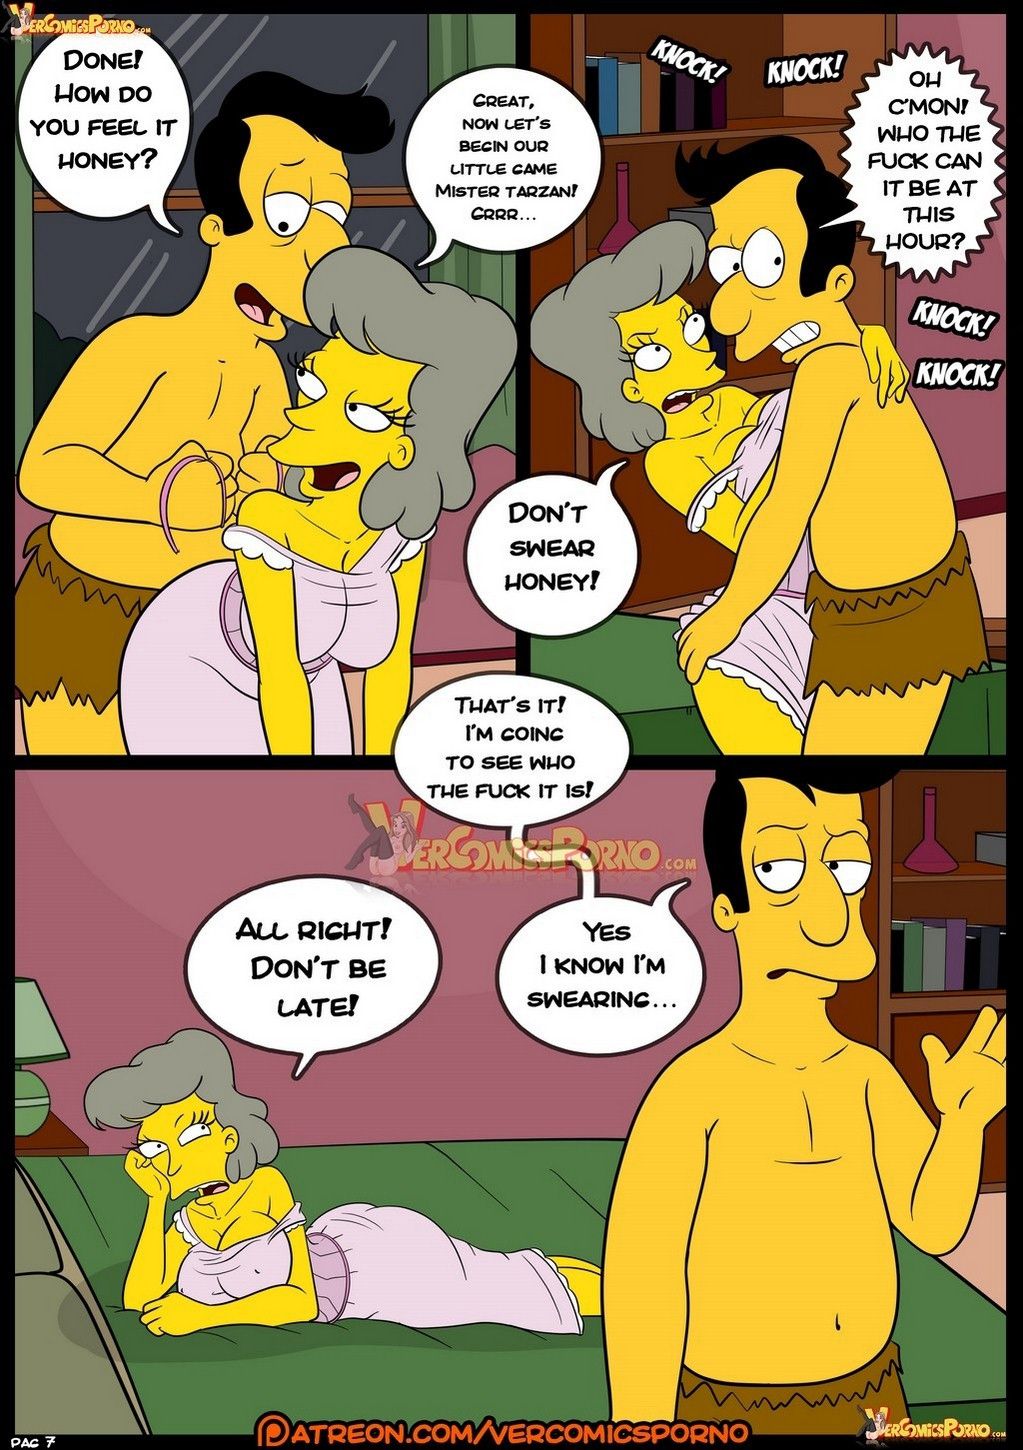 VerComicsPorno.com
Done!
How do
you feel it
honey?
Great,
now let's
begin our
little game
Mister Tarzan!
Grrr...
Knock!
Knock!
Oh
c'mon!
Who the
fuck can
it be at
this
hour?
Knock!
Knock!
Don't
swear
honey!
That's it!
I'm going
to see who
the fuck it is!
VerComicsPorno.com
Yes
I know I'm
swearing...
All right!
Don't be
late!
Pag 7
Patreon.com/vercomicsporno
VerComicsPorno.com